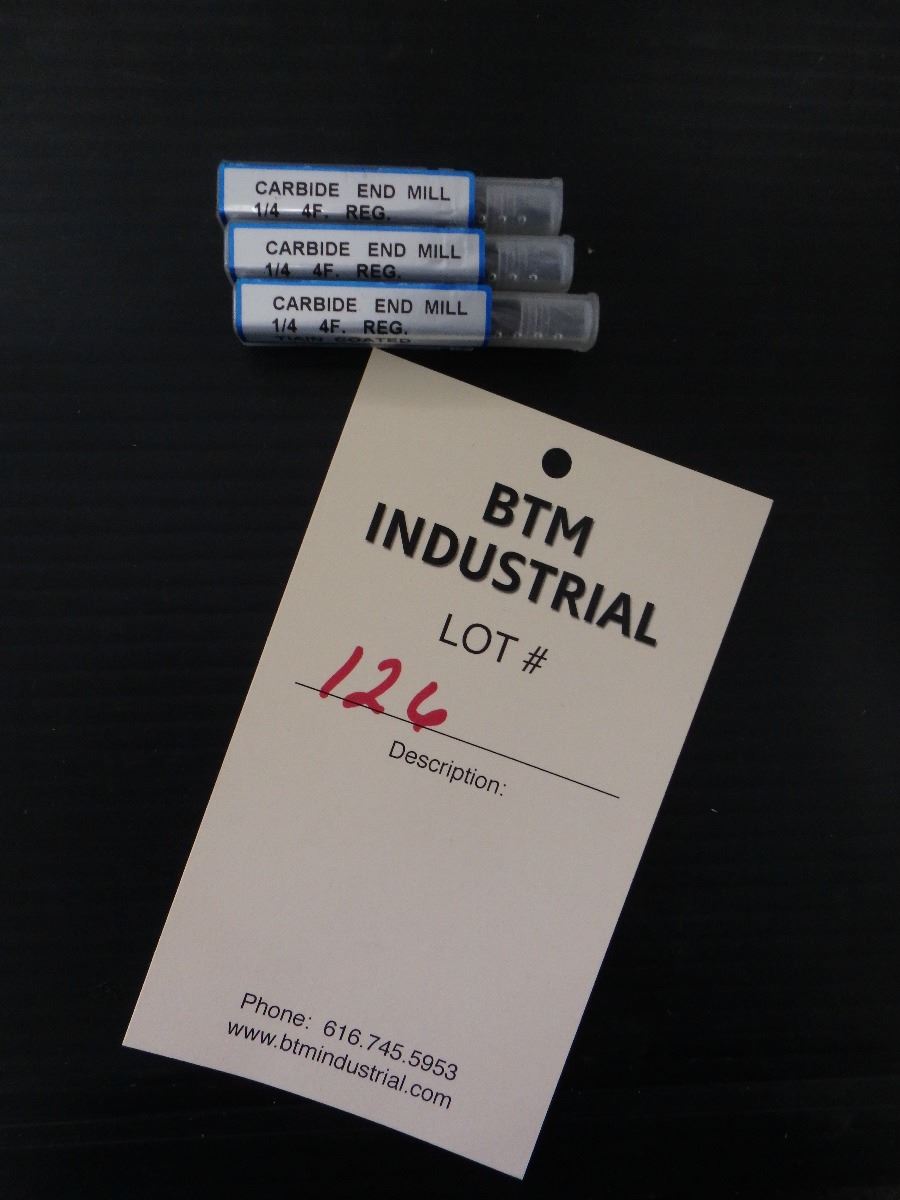 CARBIDE END MILL
1/4 4F. REG.
CARBIDE END MILL
1/4 4F. REG.
CARBIDE END MILL
1/4 4F. REG.
COATED
BTM
INDUSTRIAL
LOT #
126
Description:
Phone: 616.745.5953
www.btmindustrial.com